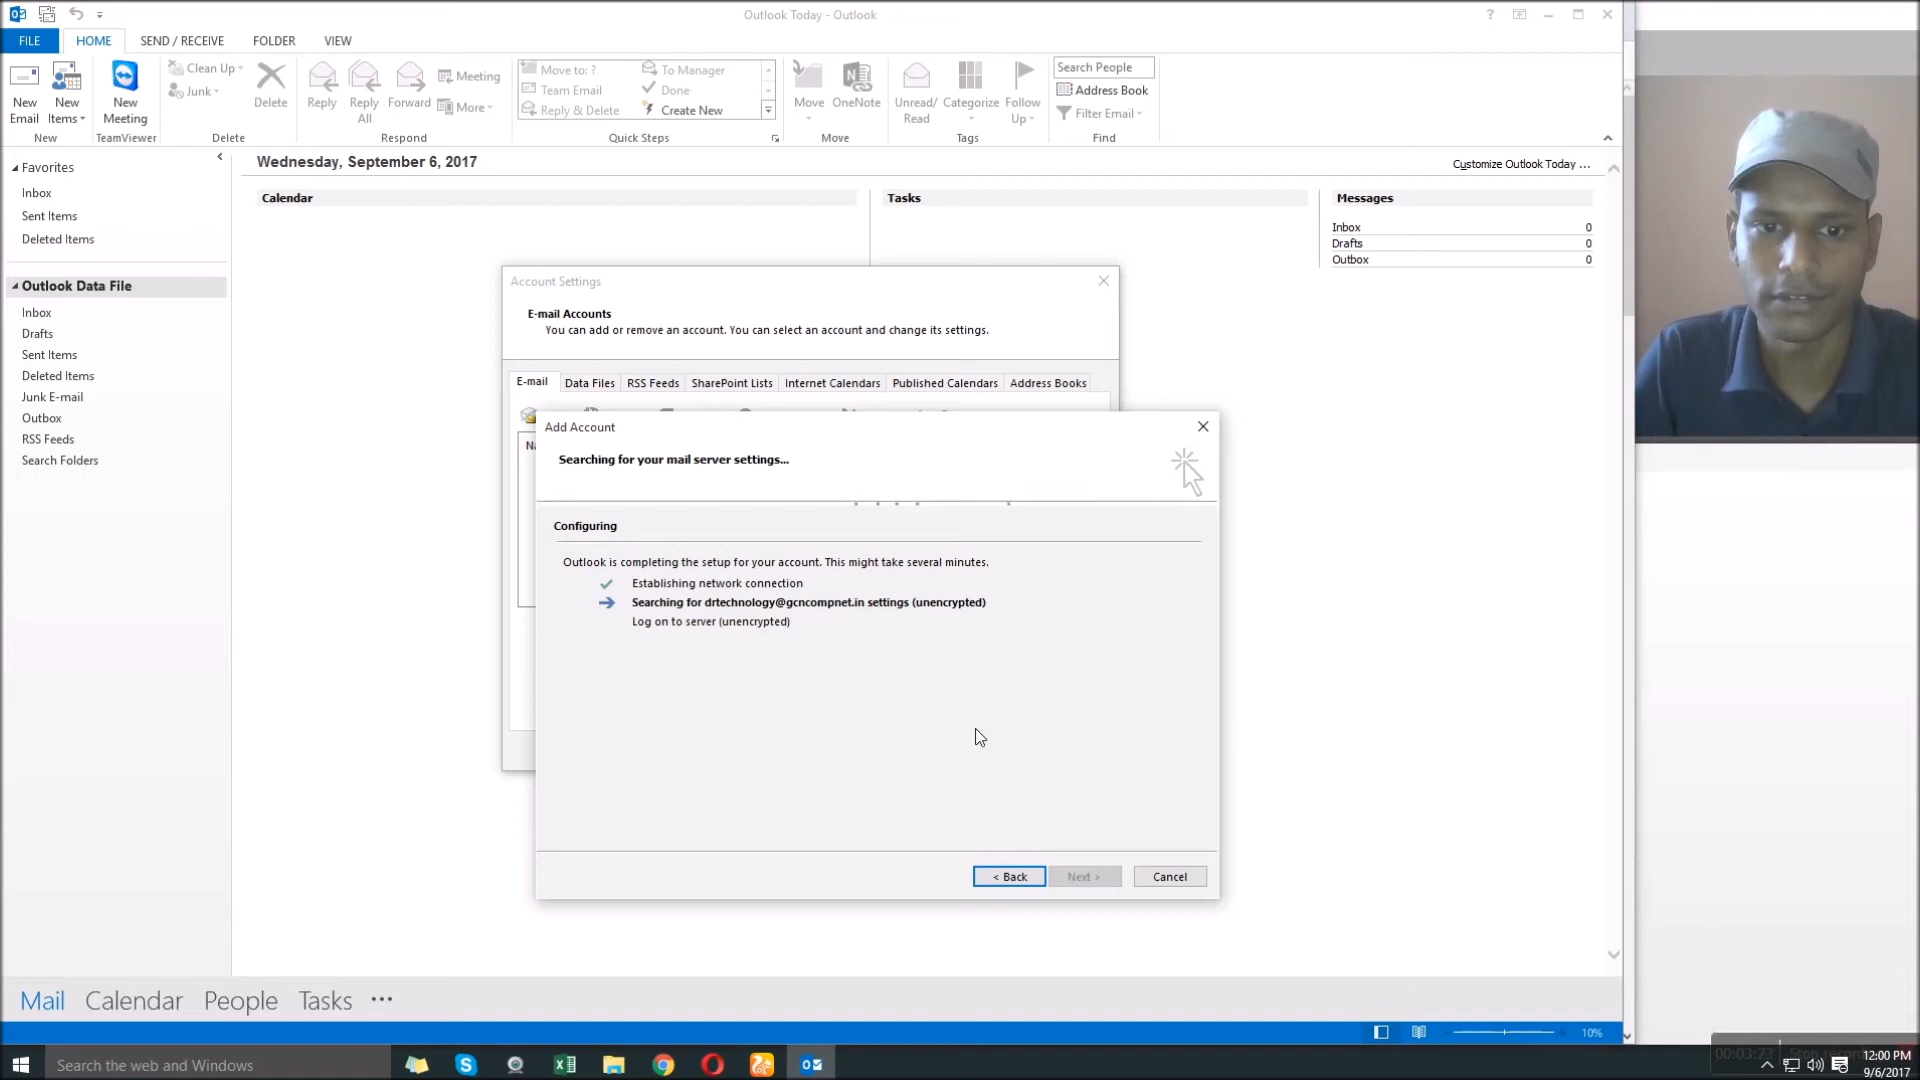 Outlook Today - Outlook
FILE
HOME
SEND / RECEIVE
FOLDER
VIEW
New Email
New Items
New Meeting
Clean Up
Junk
Delete
Reply
Reply All
Forward
Meeting
More
Move to: ?
Team Email
Reply & Delete
To Manager
Done
Create New
Move
OneNote
Unread/ Read
Categorize
Follow Up
Search People
Address Book
Filter Email
New
TeamViewer
Delete
Respond
Quick Steps
Move
Tags
Find
Favorites
Inbox
Sent Items
Deleted Items
Outlook Data File
Inbox
Drafts
Sent Items
Deleted Items
Junk E-mail
Outbox
RSS Feeds
Search Folders
Wednesday, September 6, 2017
Customize Outlook Today ...
Calendar
Tasks
Messages
Inbox 0
Drafts 0
Outbox 0
Account Settings
E-mail Accounts
You can add or remove an account. You can select an account and change its settings.
E-mail
Data Files
RSS Feeds
SharePoint Lists
Internet Calendars
Published Calendars
Address Books
Add Account
Searching for your mail server settings...
Configuring
Outlook is completing the setup for your account. This might take several minutes.
Establishing network connection
Searching for drtechnology@gcncompnet.in settings (unencrypted)
Log on to server (unencrypted)
< Back
Next >
Cancel
Mail Calendar People Tasks
10%
Search the web and Windows
12:00 PM
9/6/2017